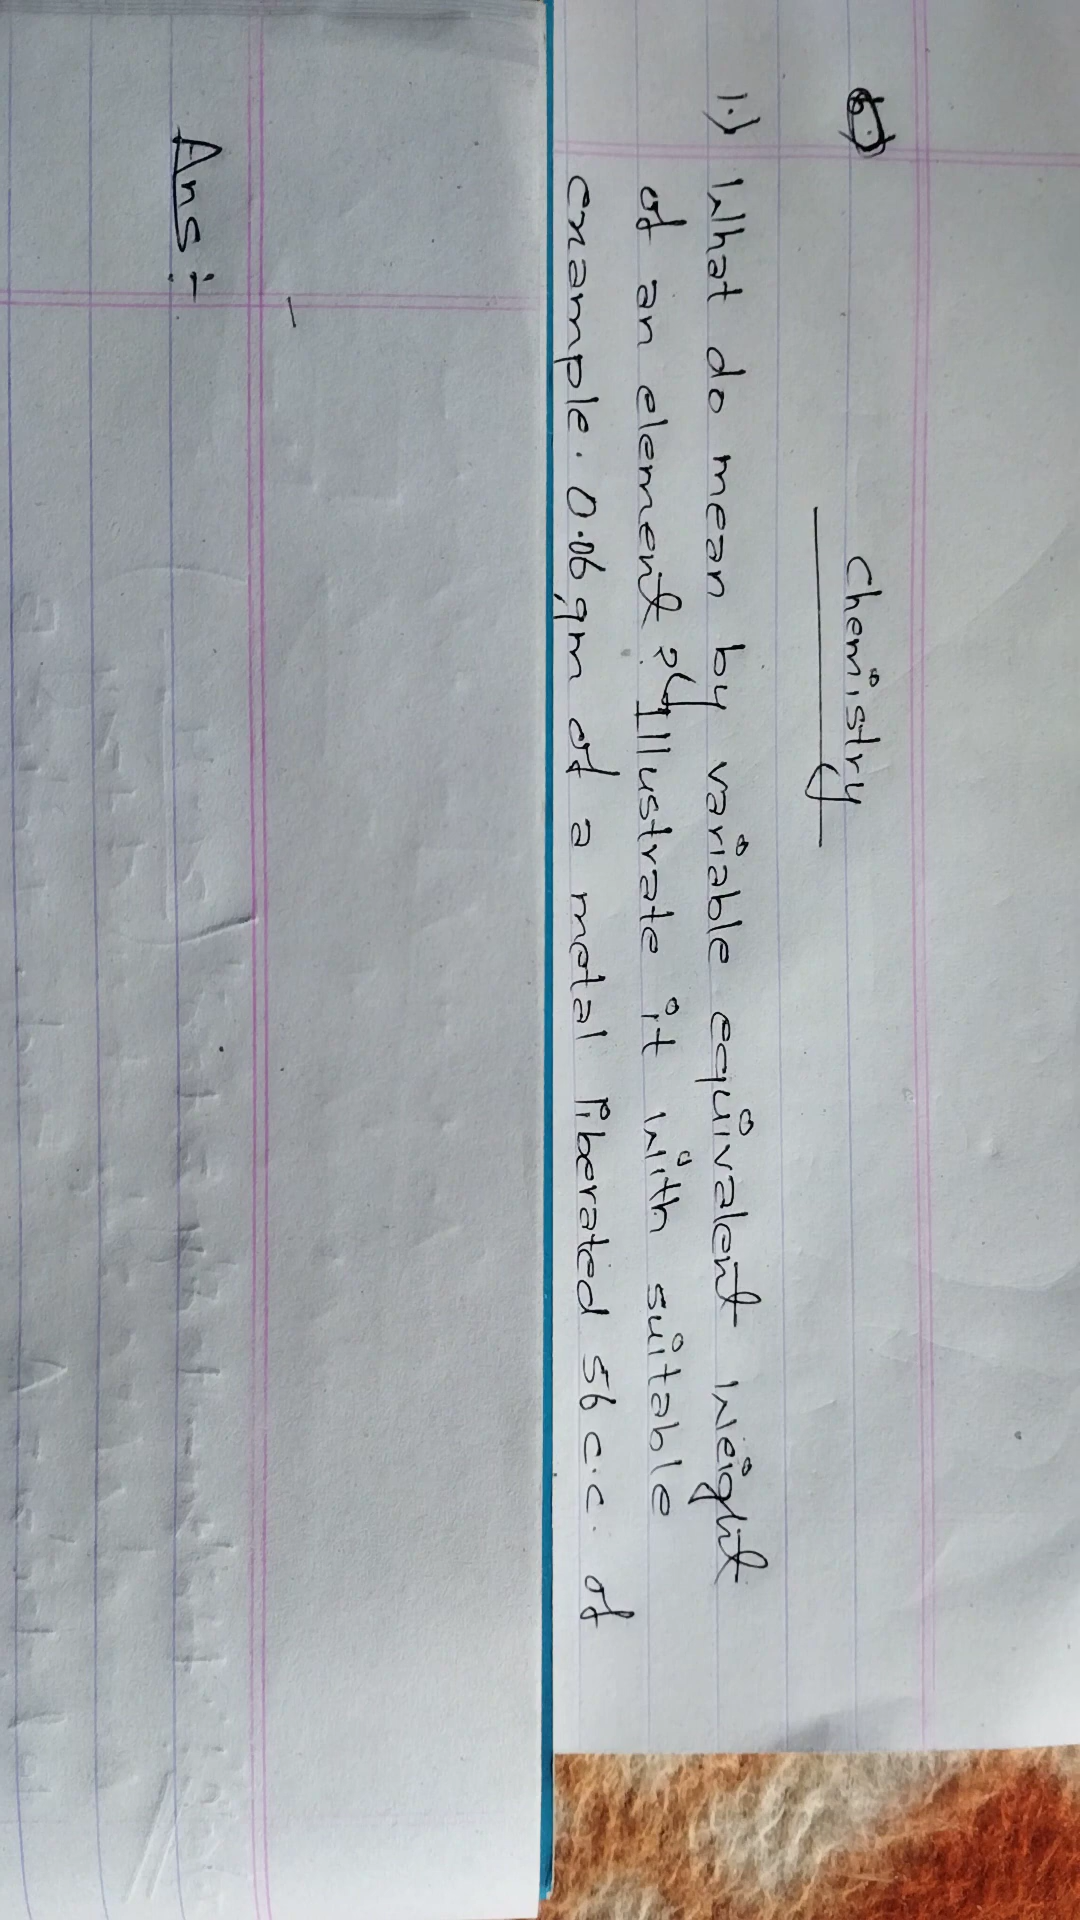 6.)
Chemistry
1.) What do mean by variable equivalent weight
of an element? Illustrate it with suitable
example. 0.06 gm of a metal liberated 56 c.c. of
Ans :-